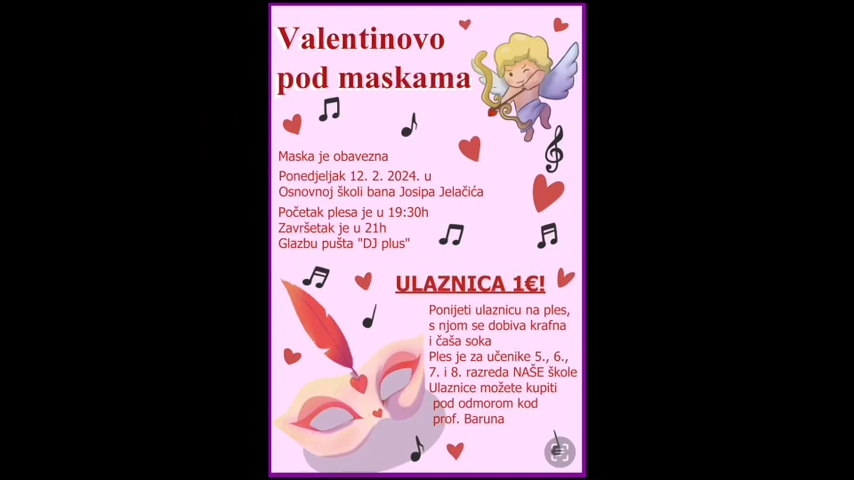 Valentinovo
pod maskama
Maska je obavezna
Ponedjeljak 12. 2. 2024. u
Osnovnoj školi bana Josipa Jelačića
Početak plesa je u 19:30h
Završetak je u 21h
Glazbu pušta "DJ plus"
ULAZNICA 1€!
Ponijeti ulaznicu na ples,
s njom se dobiva krafna
i čaša soka
Ples je za učenike 5., 6.,
7. i 8. razreda NAŠE škole
Ulaznice možete kupiti
pod odmorom kod
prof. Baruna